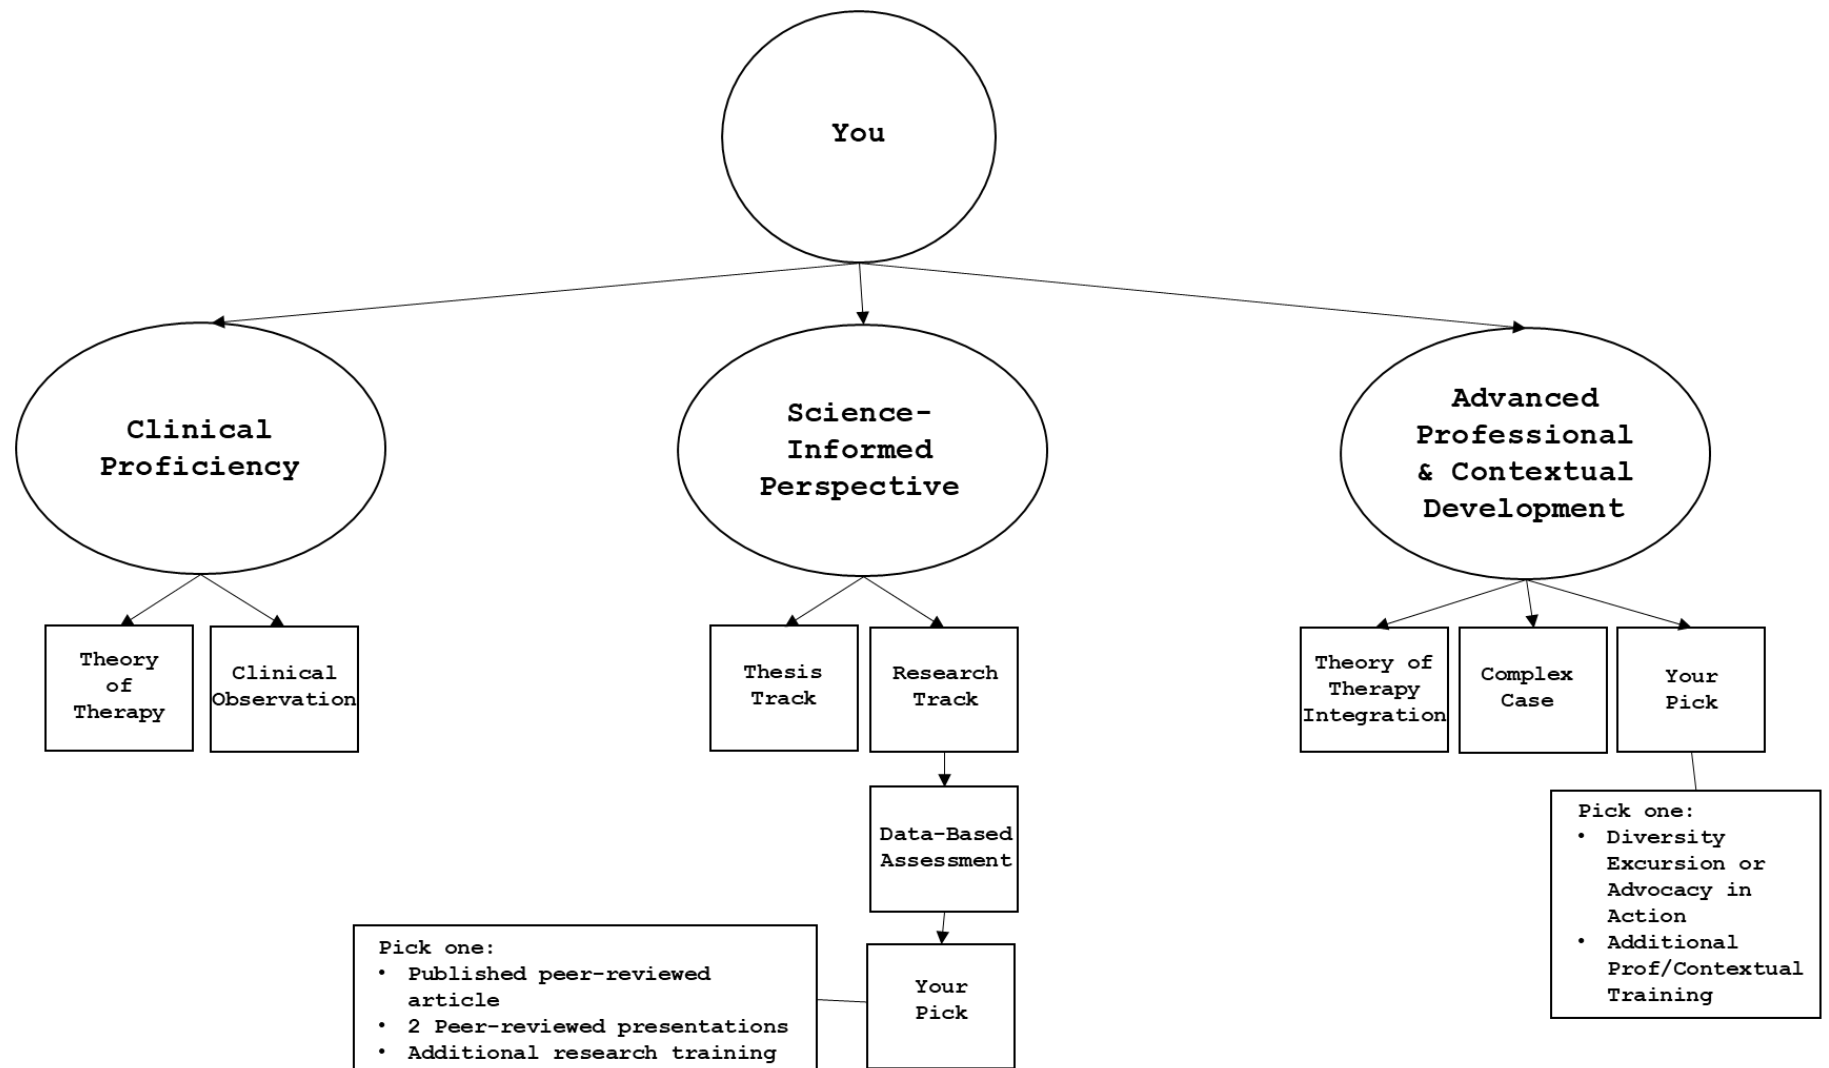 You
Clinical
Proficiency
Science-
Informed
Perspective
Advanced
Professional
& Contextual
Development
Theory
of
Therapy
Clinical
Observation
Thesis
Track
Research
Track
Theory of
Therapy
Integration
Complex
Case
Your
Pick
Data-Based
Assessment
Pick one:
• Diversity
Excursion or
Advocacy in
Action
• Additional
Prof/Contextual
Training
Pick one:
• Published peer-reviewed
article
• 2 Peer-reviewed presentations
• Additional research training
Your
Pick